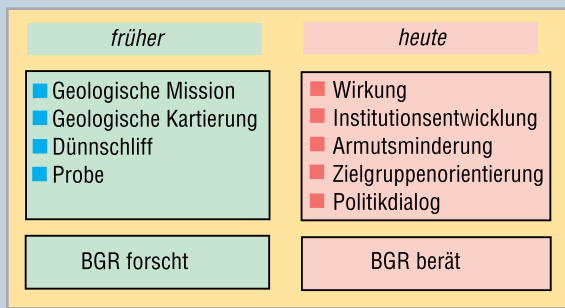 früher
Geologische Mission
Geologische Kartierung
Dünnschliff
Probe
BGR forscht
heute
Wirkung
Institutionsentwicklung
Armutsminderung
Zielgruppenorientierung
Politikdialog
BGR berät